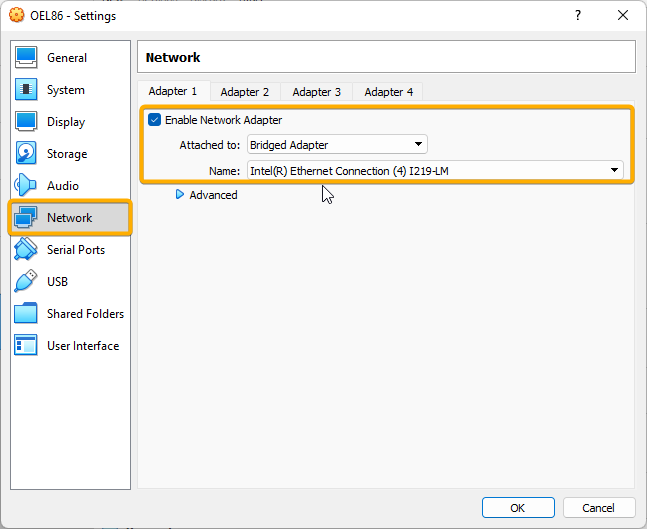 OEL86 - Settings
?
General
System
Display
Storage
Audio
Network
Serial Ports
USB
Shared Folders
User Interface
Network
Adapter 1 Adapter 2 Adapter 3 Adapter 4
Enable Network Adapter
Attached to: Bridged Adapter
Name: Intel(R) Ethernet Connection (4) I219-LM
Advanced
OK Cancel